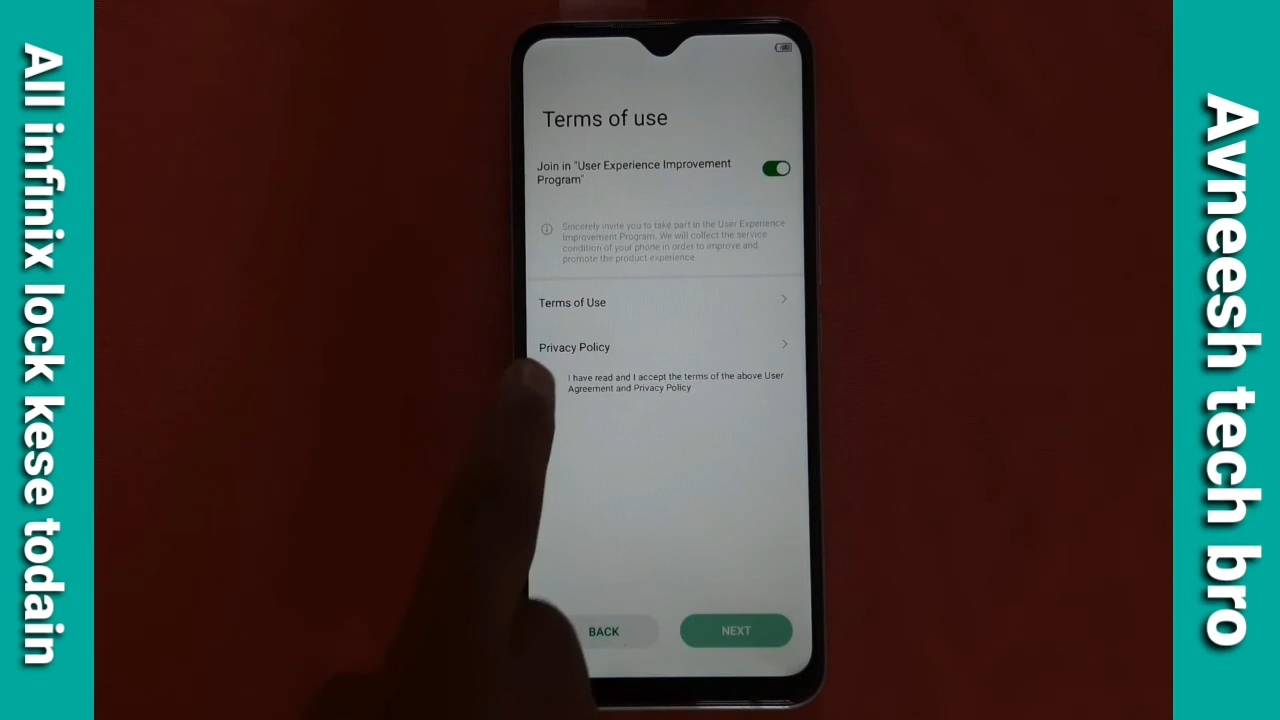 All infinix lock kese todain
Terms of use
Join in "User Experience Improvement
Program"
Sincerely invite you to take part in the User Experience
Improvement Program. We will collect the service
condition of your phone in order to improve and
promote the product experience
Terms of Use
Privacy Policy
I have read and I accept the terms of the above User
Agreement and Privacy Policy
BACK
NEXT
Avneesh tech bro